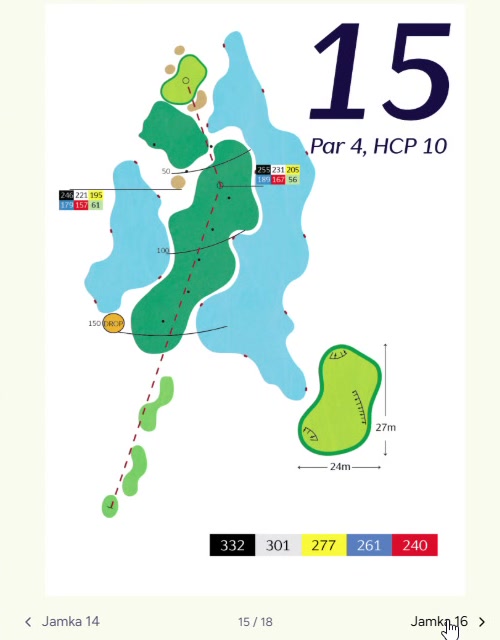 15
Par 4, HCP 10
50
255 231 205
189 167 56
246 221 195
179 157 61
100
150 DROP
27m
24m
332 301 277 261 240
Jamka 14
15 / 18
Jamka 16